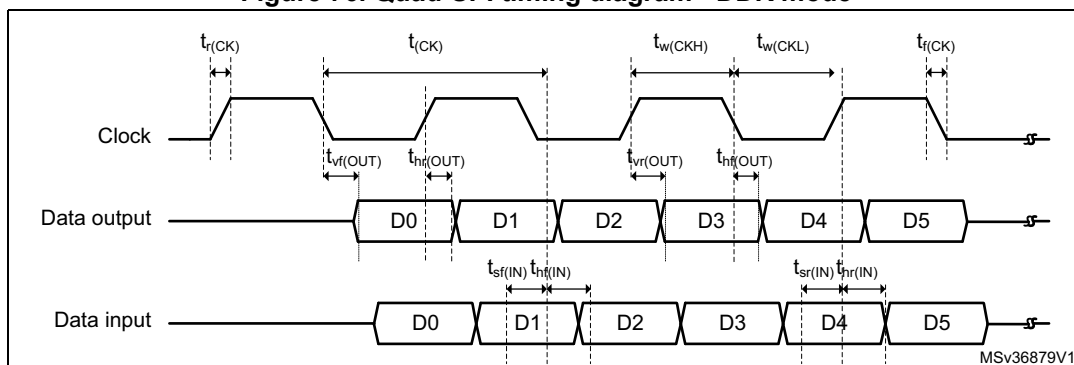 Quad-SPI timing diagram - DDR mode
tr(CK) t(CK) tw(CKH) tw(CKL) tf(CK)
Clock
tvf(OUT) thr(OUT) tvr(OUT) thf(OUT)
Data output D0 D1 D2 D3 D4 D5
tsf(IN) thf(IN) tsr(IN) thr(IN)
Data input D0 D1 D2 D3 D4 D5
MSv36879V1